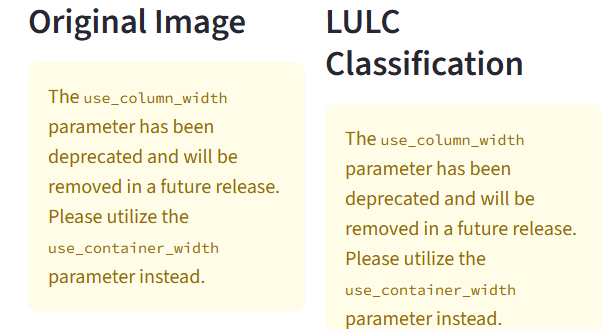 Original Image
The use_column_width
parameter has been
deprecated and will be
removed in a future release.
Please utilize the
use_container_width
parameter instead.
LULC
Classification
The use_column_width
parameter has been
deprecated and will be
removed in a future release.
Please utilize the
use_container_width
parameter instead.